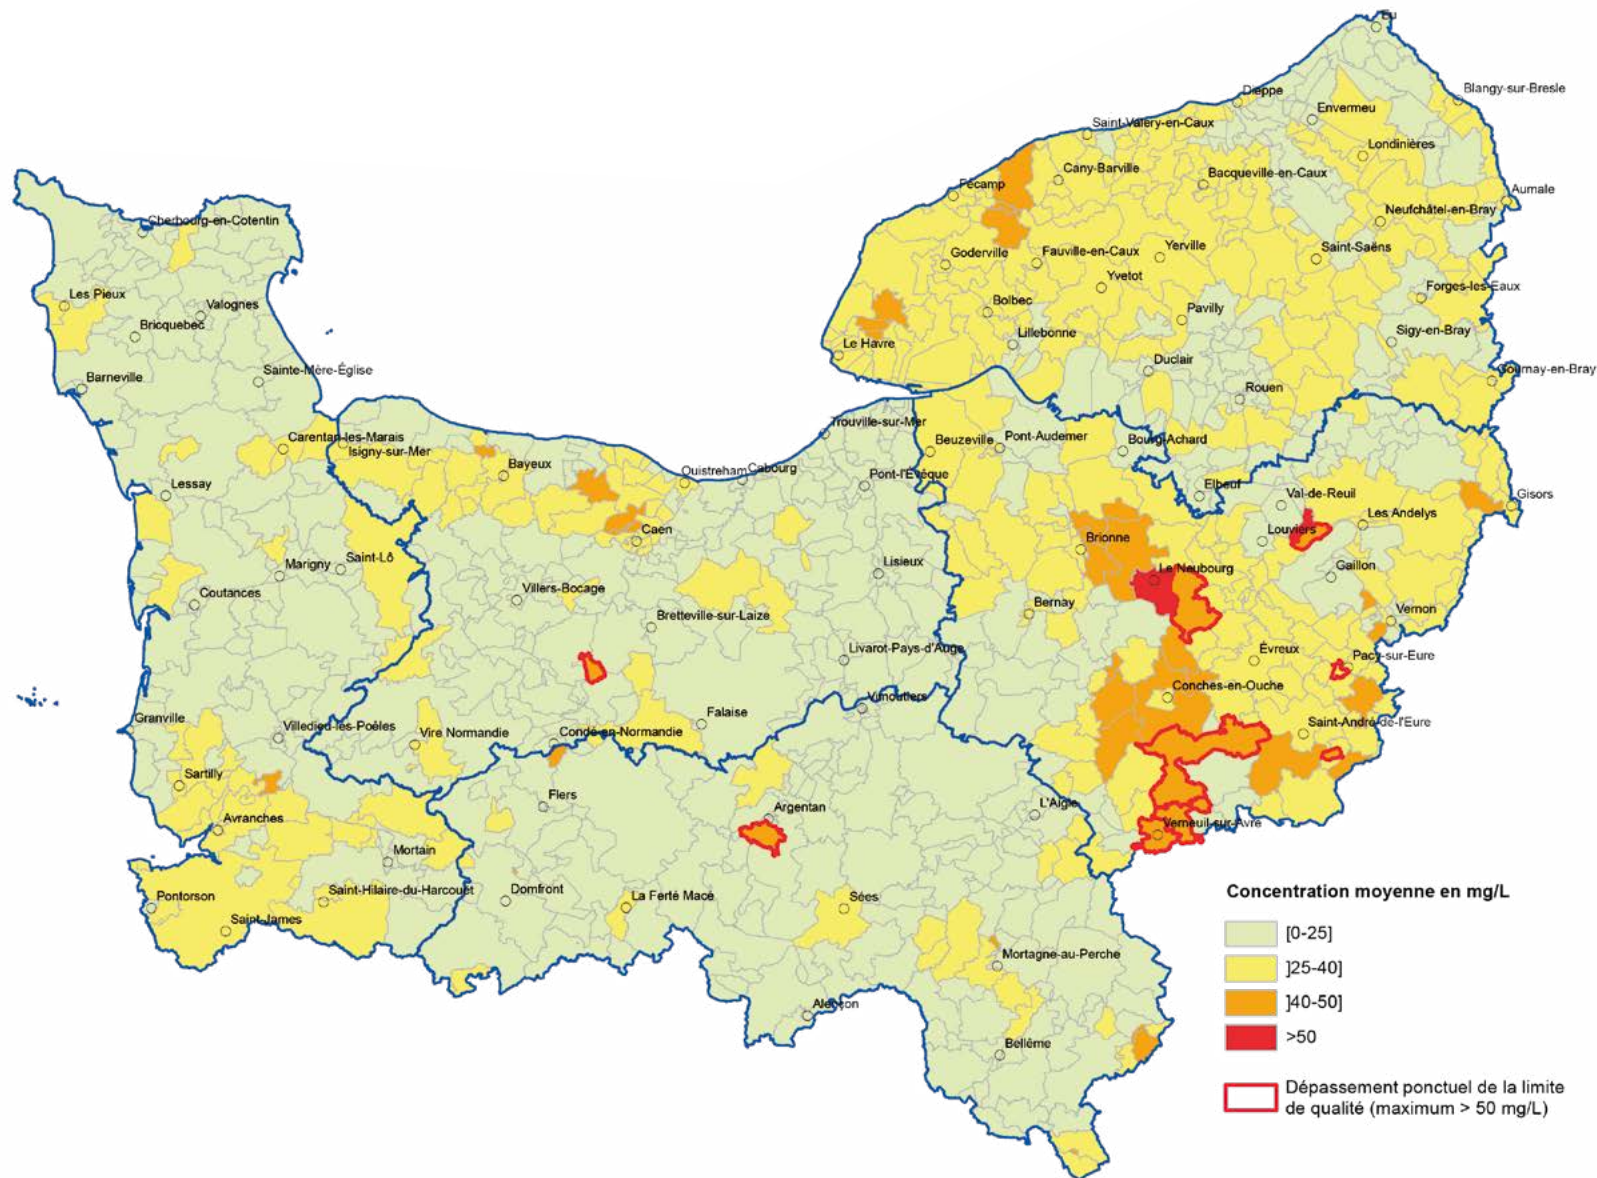 Eu
Blangy-sur-Bresle
Dieppe
Envermeu
Saint-Valery-en-Caux
Londinières
Cany-Barville
Bacqueville-en-Caux
Fécamp
Aumale
Neufchâtel-en-Bray
Cherbourg-en-Cotentin
Yerville
Saint-Saëns
Goderville
Fauville-en-Caux
Yvetot
Forges-les-Eaux
Les Pieux
Valognes
Bolbec
Pavilly
Bricquebec
Lillebonne
Sigy-en-Bray
Le Havre
Duclair
Sainte-Mère-Église
Gournay-en-Bray
Barneville
Rouen
Trouville-sur-Mer
Carentan-les-Marais
Beuzeville
Pont-Audemer
Bourg-Achard
Isigny-sur-Mer
Bayeux
Ouistreham
Cabourg
Pont-l'Évêque
Lessay
Elbeuf
Val-de-Reuil
Gisors
Les Andelys
Caen
Louviers
Brionne
Marigny
Saint-Lô
Lisieux
Le Neubourg
Gaillon
Coutances
Villers-Bocage
Bernay
Vernon
Bretteville-sur-Laize
Livarot-Pays-d'Auge
Évreux
Pacy-sur-Eure
Conches-en-Ouche
Vimoutiers
Granville
Falaise
Villedieu-les-Poêles
Vire Normandie
Condé-en-Normandie
Saint-André-de-l'Eure
Sartilly
Flers
Argentan
L'Aigle
Avranches
Verneuil-sur-Avre
Mortain
Pontorson
Saint-Hilaire-du-Harcouët
Domfront
La Ferté Macé
Sées
Saint-James
Mortagne-au-Perche
Alençon
Bellême
Concentration moyenne en mg/L
[0-25]
]25-40]
]40-50]
>50
Dépassement ponctuel de la limite
de qualité (maximum > 50 mg/L)